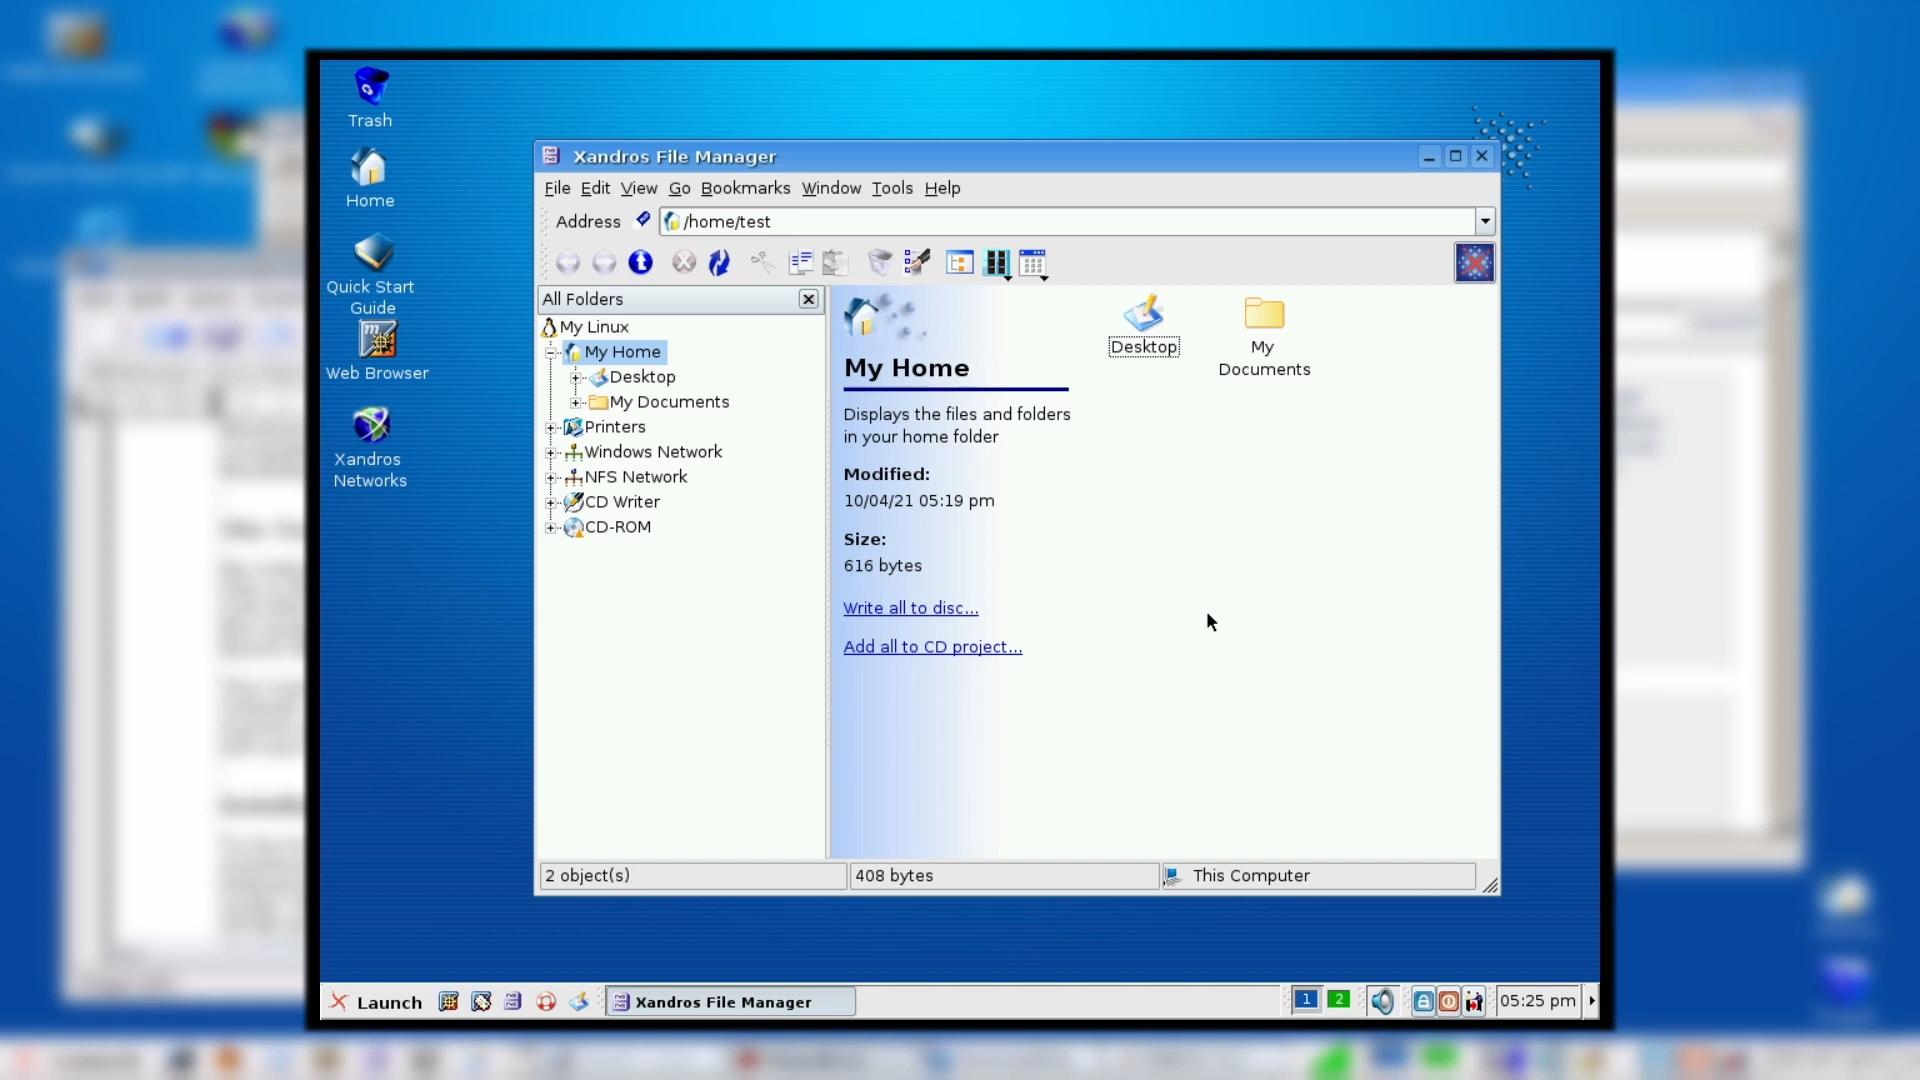 Trash
Home
Quick Start
Guide
Web Browser
Xandros
Networks
Xandros File Manager
File Edit View Go Bookmarks Window Tools Help
Address /home/test
All Folders
My Linux
My Home
Desktop
My Documents
Printers
Windows Network
NFS Network
CD Writer
CD-ROM
My Home
Displays the files and folders
in your home folder
Modified:
10/04/21 05:19 pm
Size:
616 bytes
Write all to disc...
Add all to CD project...
Desktop
My
Documents
2 object(s) 408 bytes This Computer
Launch Xandros File Manager 1 2 05:25 pm